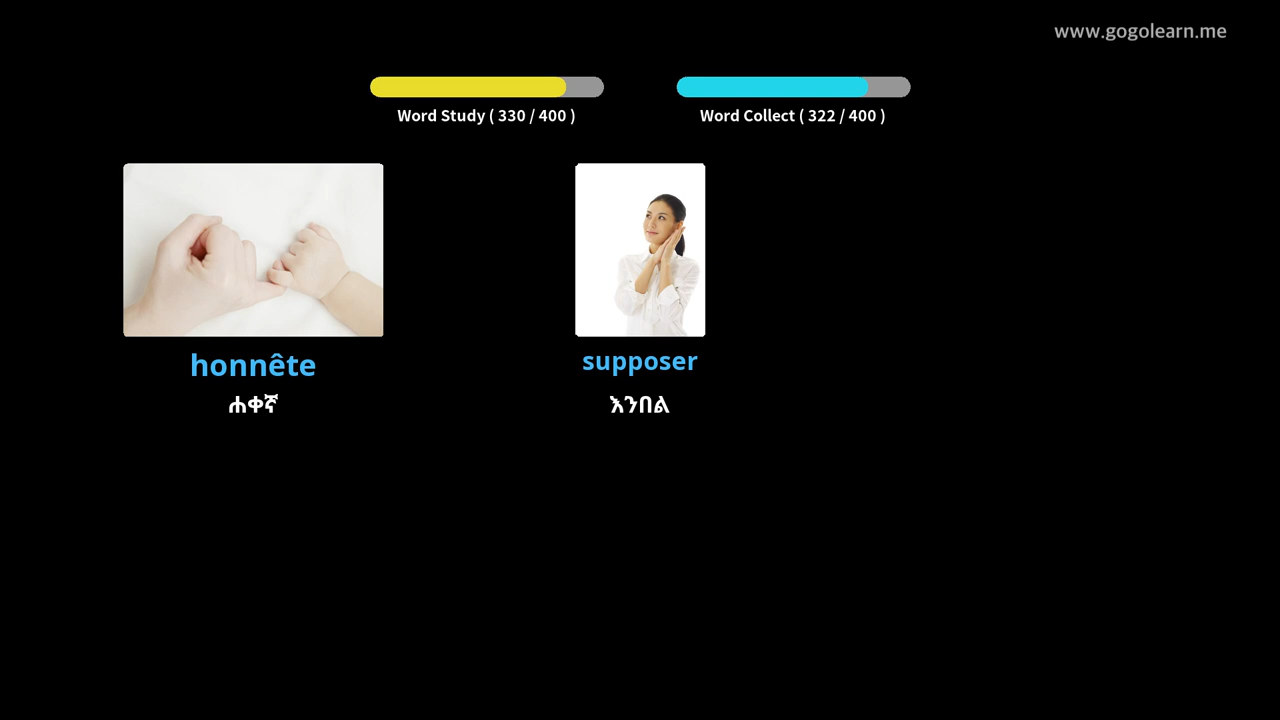 www.gogolearn.me
Word Study ( 330 / 400 )
Word Collect ( 322 / 400 )
honnête
ሐቀኛ
supposer
እንበል